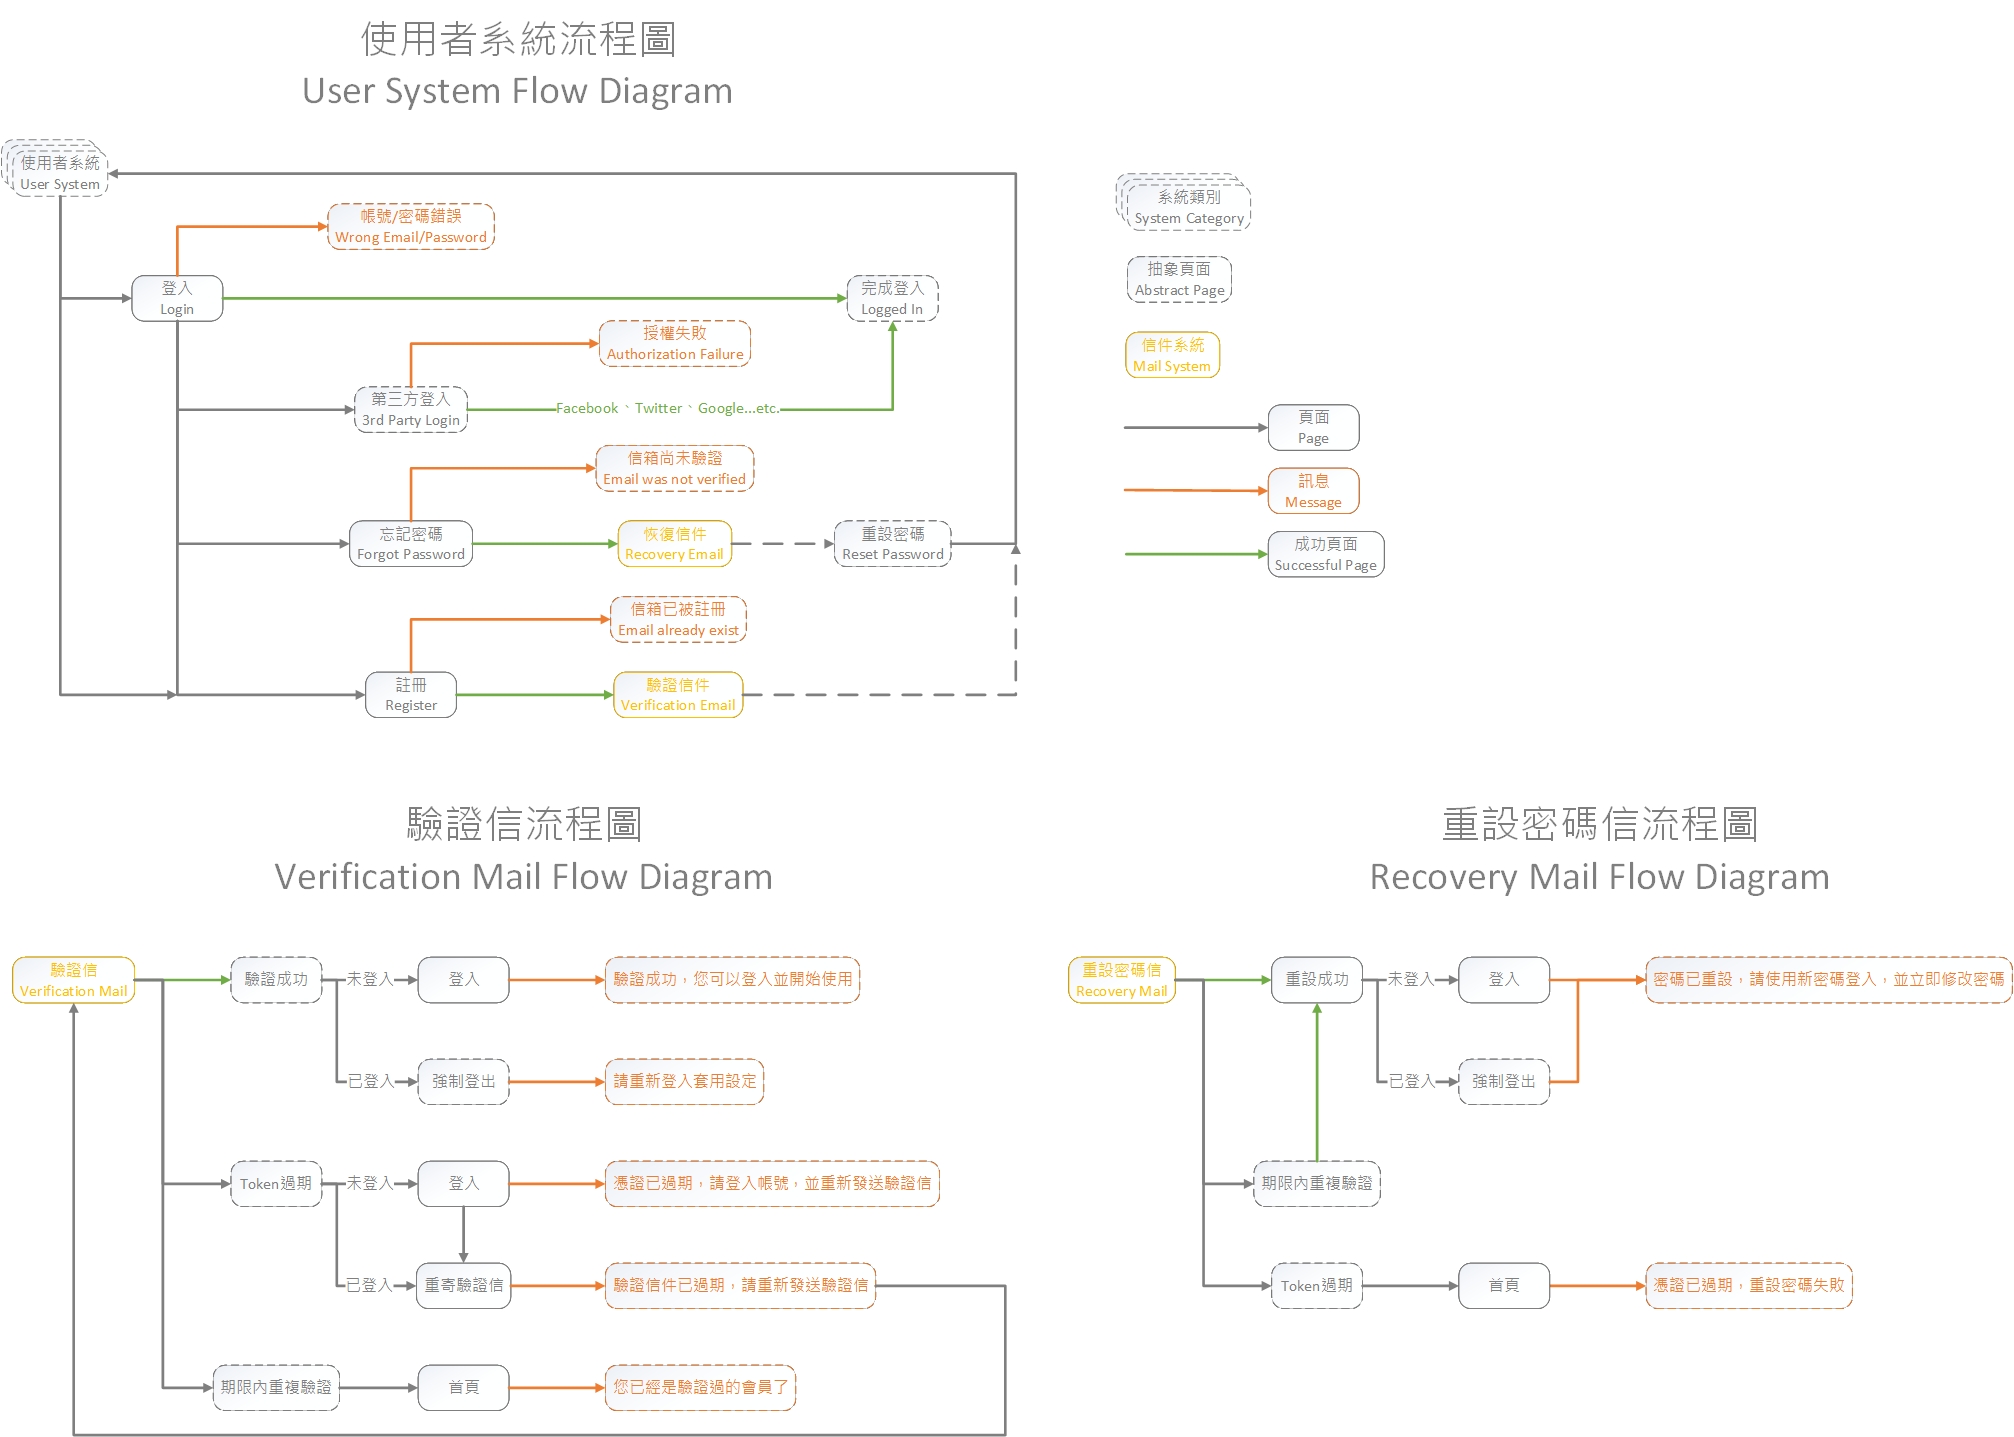 使用者系統流程圖
User System Flow Diagram
使用者系統
User System
帳號/密碼錯誤
Wrong Email/Password
登入
Login
完成登入
Logged In
授權失敗
Authorization Failure
第三方登入
3rd Party Login
Facebook、Twitter、Google...etc.
信箱尚未驗證
Email was not verified
忘記密碼
Forgot Password
恢復信件
Recovery Email
重設密碼
Reset Password
信箱已被註冊
Email already exist
註冊
Register
驗證信件
Verification Email
系統類別
System Category
抽象頁面
Abstract Page
信件系統
Mail System
頁面
Page
訊息
Message
成功頁面
Successful Page
驗證信流程圖
Verification Mail Flow Diagram
驗證信
Verification Mail
驗證成功
未登入
登入
驗證成功，您可以登入並開始使用
已登入
強制登出
請重新登入套用設定
Token過期
未登入
登入
憑證已過期，請登入帳號，並重新發送驗證信
已登入
重寄驗證信
驗證信件已過期，請重新發送驗證信
期限內重複驗證
首頁
您已經是驗證過的會員了
重設密碼信流程圖
Recovery Mail Flow Diagram
重設密碼信
Recovery Mail
重設成功
未登入
登入
密碼已重設，請使用新密碼登入，並立即修改密碼
已登入
強制登出
期限內重複驗證
Token過期
首頁
憑證已過期，重設密碼失敗